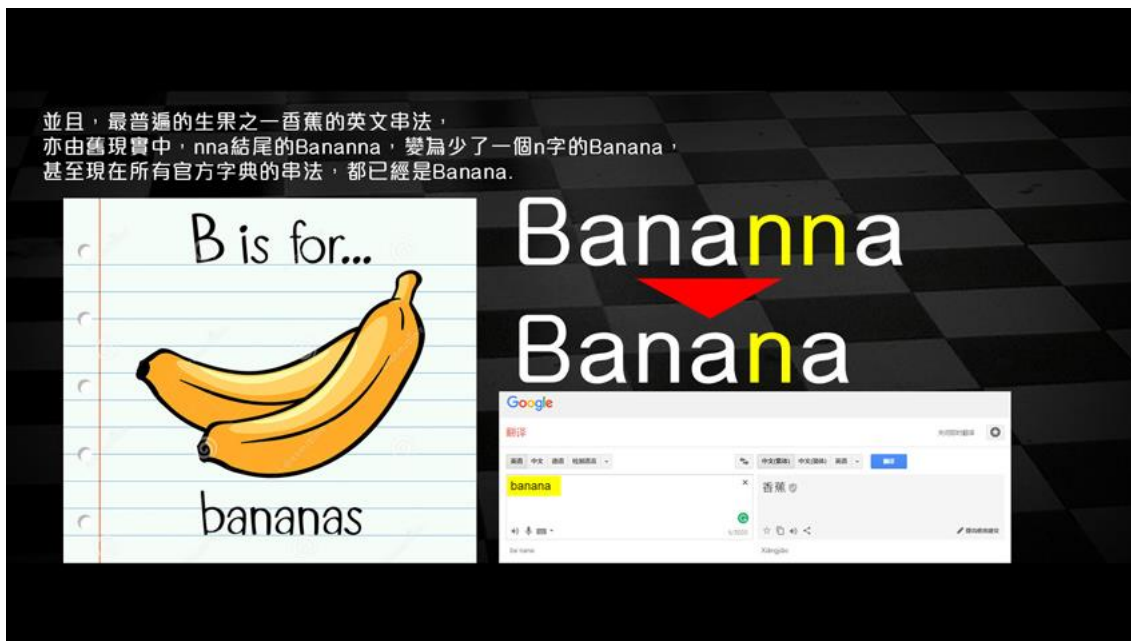 並且，最普遍的生果之一香蕉的英文串法，
亦由舊現實中，nna結尾的Bananna，變為少了一個n字的Banana，
甚至現在所有官方字典的串法，都已經是Banana.
B is for...
bananas
Bananna
Banana
Google
翻译
banana
香蕉
Xiāngjiāo